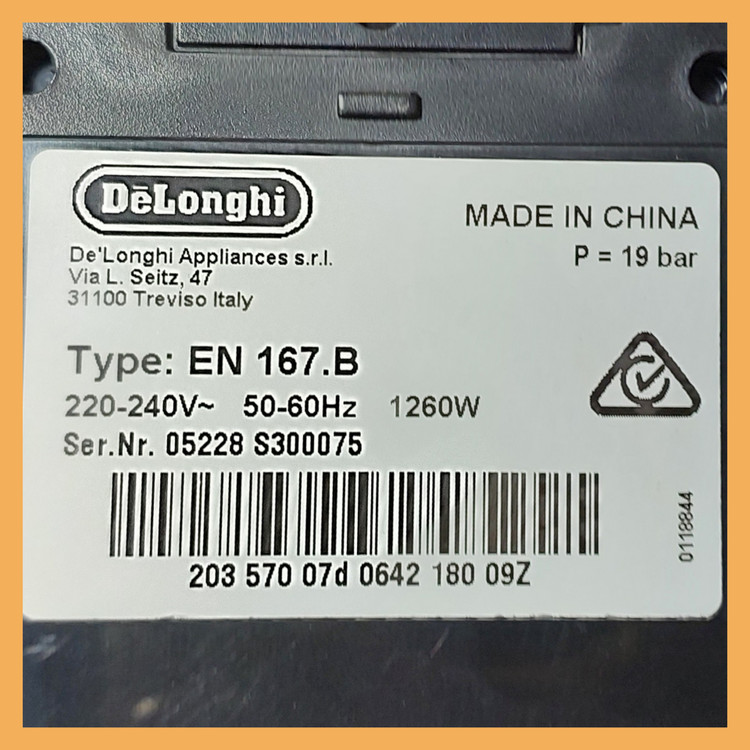 DēLonghi
MADE IN CHINA
P = 19 bar
De'Longhi Appliances s.r.l.
Via L. Seitz, 47
31100 Treviso Italy
Type: EN 167.B
220-240V~ 50-60Hz 1260W
Ser.Nr. 05228 S300075
203 570 07d 0642 180 09Z
0118844